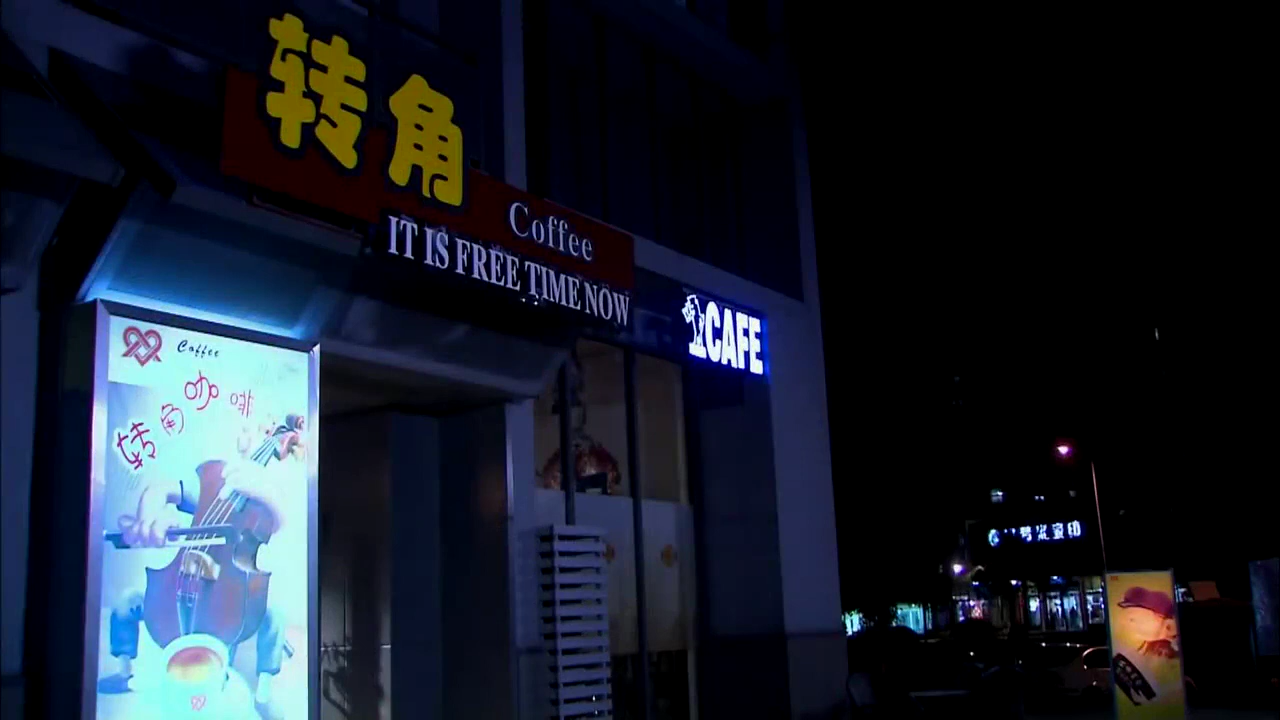 转角
Coffee
IT IS FREE TIME NOW
CAFE
Coffee
转角咖啡